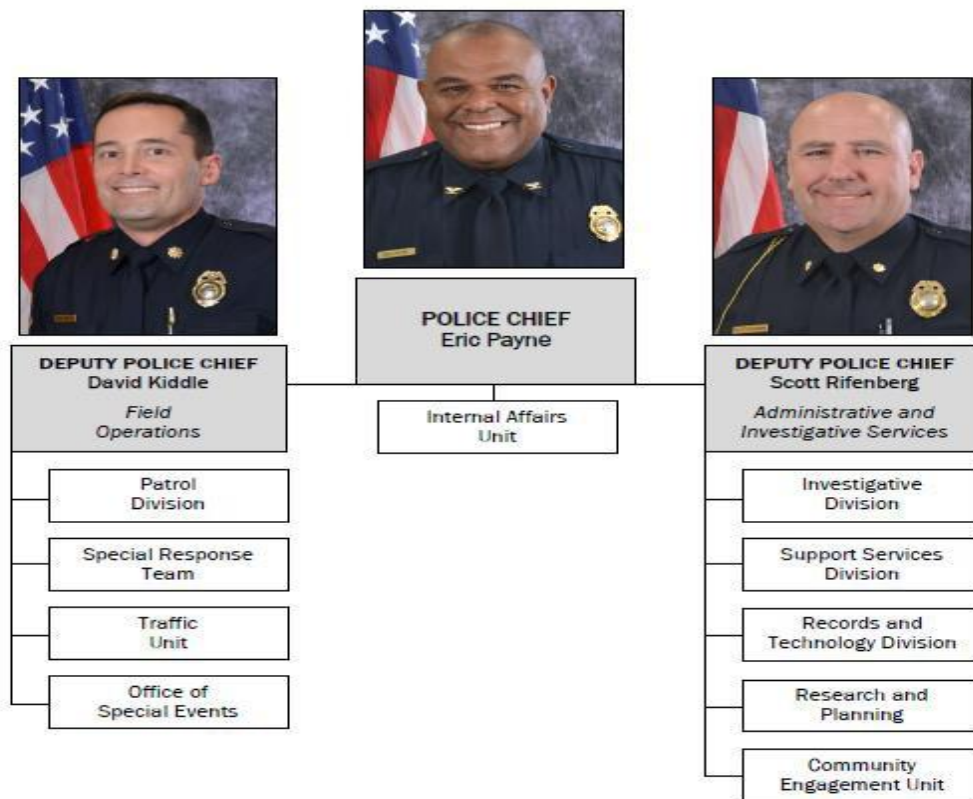 POLICE CHIEF
Eric Payne
DEPUTY POLICE CHIEF
David Kiddle
Field
Operations
Internal Affairs
Unit
DEPUTY POLICE CHIEF
Scott Rifenberg
Administrative and
Investigative Services
Patrol
Division
Special Response
Team
Traffic
Unit
Office of
Special Events
Investigative
Division
Support Services
Division
Records and
Technology Division
Research and
Planning
Community
Engagement Unit